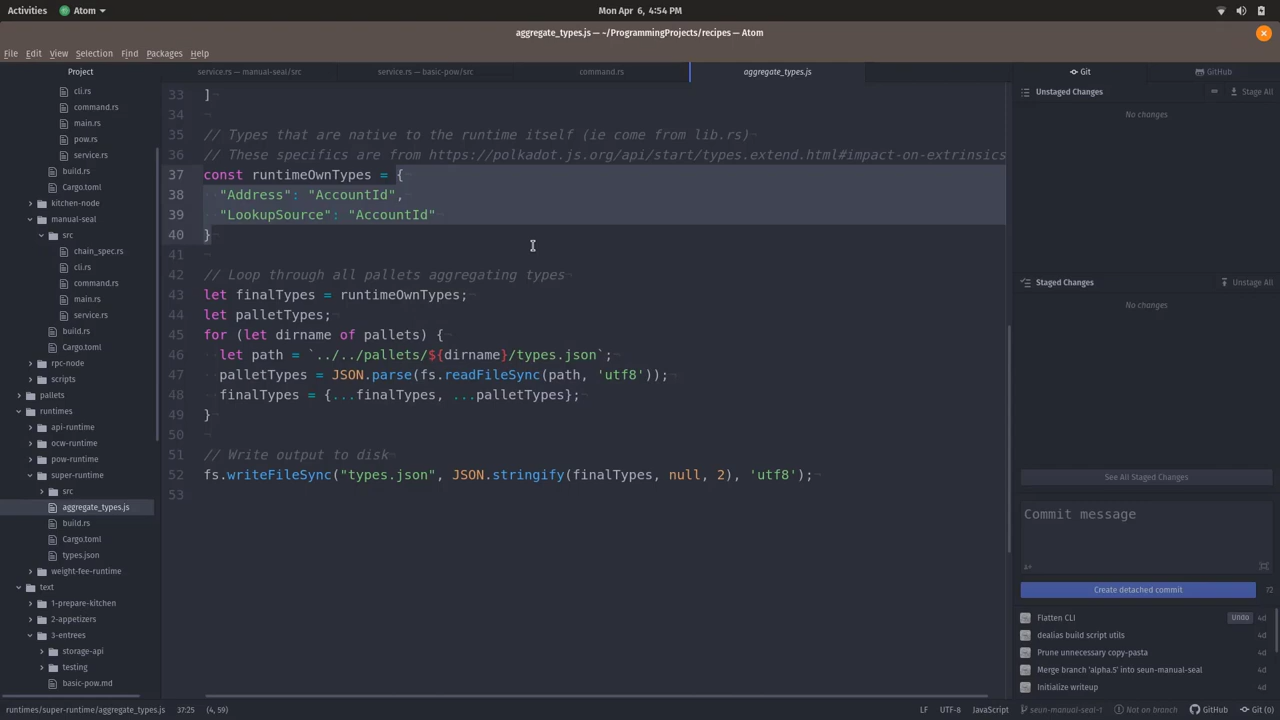 Activities
Atom
Mon Apr 6, 4:54 PM
aggregate_types.js — ~/ProgrammingProjects/recipes — Atom
File Edit View Selection Find Packages Help
Project
service.rs — manual-seal/src
service.rs — basic-pow/src
command.rs
aggregate_types.js
Git
GitHub
cli.rs
command.rs
main.rs
pow.rs
service.rs
build.rs
Cargo.toml
kitchen-node
manual-seal
src
chain_spec.rs
cli.rs
command.rs
main.rs
service.rs
build.rs
Cargo.toml
rpc-node
scripts
pallets
runtimes
api-runtime
ocw-runtime
pow-runtime
super-runtime
src
aggregate_types.js
build.rs
Cargo.toml
types.json
weight-fee-runtime
text
1-prepare-kitchen
2-appetizers
3-entrees
storage-api
testing
basic-pow.md
33 ]
34
35 // Types that are native to the runtime itself (ie come from lib.rs)
36 // These specifics are from https://polkadot.js.org/api/start/types.extend.html#impact-on-extrinsics
37 const runtimeOwnTypes = {
38 "Address": "AccountId",
39 "LookupSource": "AccountId"
40 }
41
42 // Loop through all pallets aggregating types
43 let finalTypes = runtimeOwnTypes;
44 let palletTypes;
45 for (let dirname of pallets) {
46 let path = `../../pallets/${dirname}/types.json`;
47 palletTypes = JSON.parse(fs.readFileSync(path, 'utf8'));
48 finalTypes = {...finalTypes, ...palletTypes};
49 }
50
51 // Write output to disk
52 fs.writeFileSync("types.json", JSON.stringify(finalTypes, null, 2), 'utf8');
53
Unstaged Changes
Stage All
No changes
Staged Changes
Unstage All
No changes
See All Staged Changes
Commit message
Create detached commit
72
Flatten CLI Undo 4d
dealias build script utils 4d
Prune unnecessary copy-pasta 4d
Merge branch 'alpha.5' into seun-manual-seal 4d
Initialize writeup 4d
runtimes/super-runtime/aggregate_types.js 37:25 (4, 59)
LF UTF-8 JavaScript seun-manual-seal-1 Not on branch GitHub Git (0)